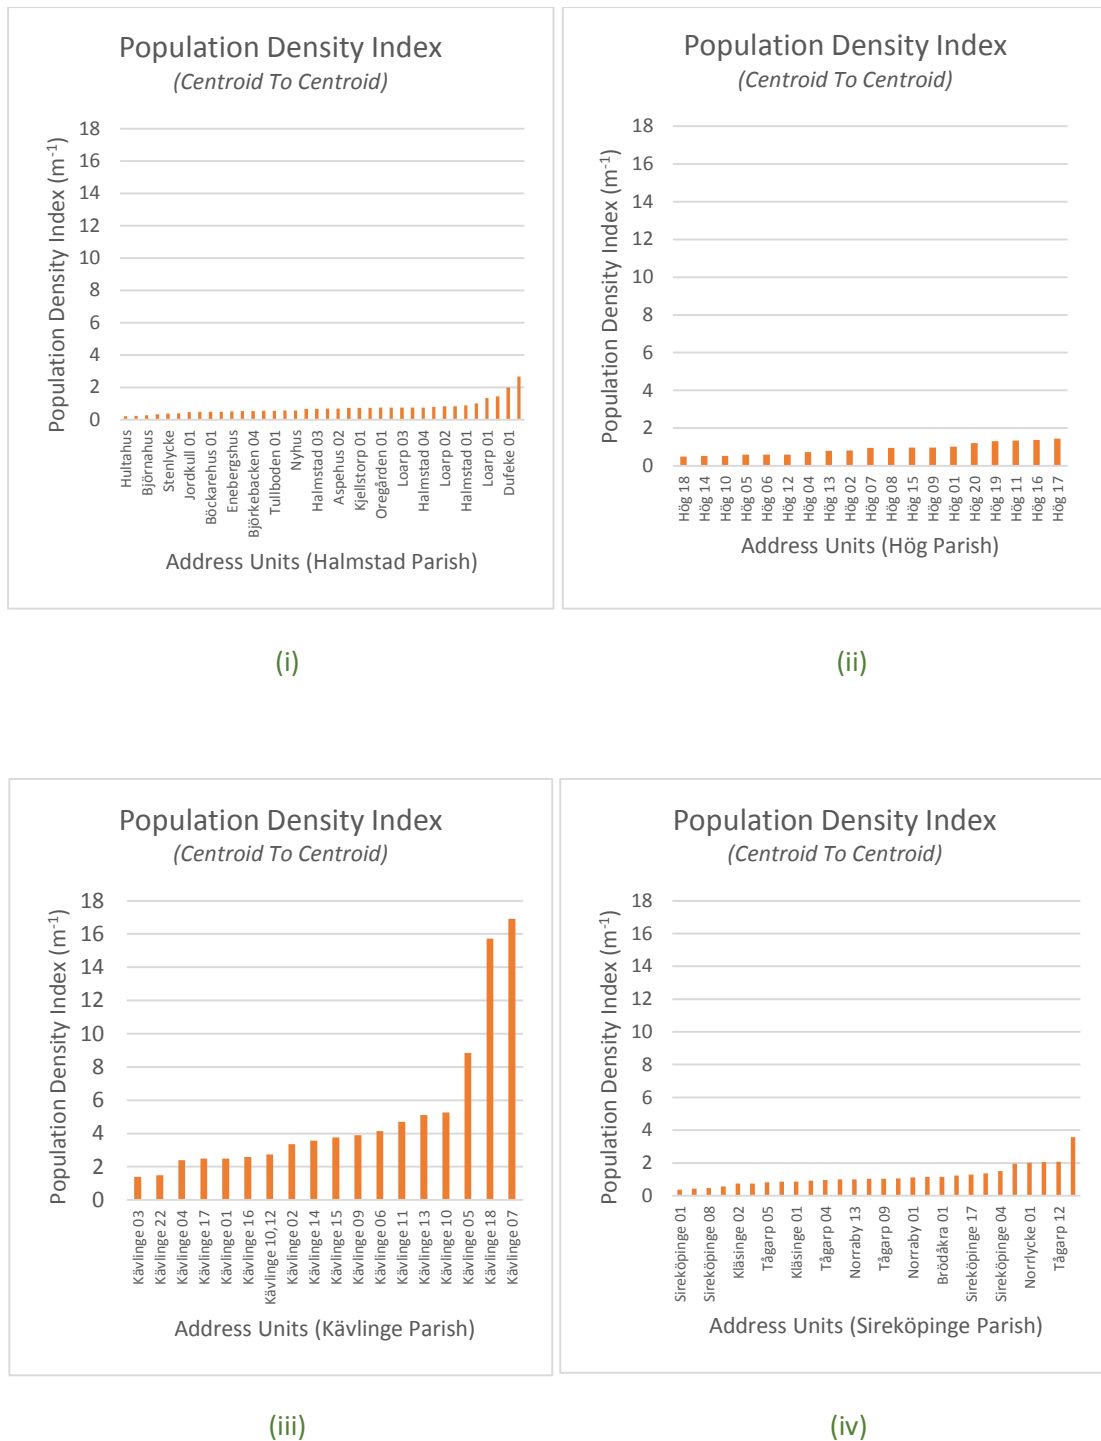 Population Density Index
(Centroid To Centroid)
Population Density Index (m⁻¹)
18
16
14
12
10
8
6
4
2
0
Hultahus
Björnahus
Stenlycke
Jordkull 01
Böckarehus 01
Enebergshus
Björkebacken 04
Tullboden 01
Nyhus
Halmstad 03
Aspehus 02
Kjellstorp 01
Oregården 01
Loarp 03
Halmstad 04
Loarp 02
Halmstad 01
Loarp 01
Dufeke 01
Address Units (Halmstad Parish)
(i)
Population Density Index
(Centroid To Centroid)
Population Density Index (m⁻¹)
18
16
14
12
10
8
6
4
2
0
Hög 18
Hög 14
Hög 10
Hög 05
Hög 06
Hög 12
Hög 04
Hög 13
Hög 02
Hög 07
Hög 08
Hög 15
Hög 09
Hög 01
Hög 20
Hög 19
Hög 11
Hög 16
Hög 17
Address Units (Hög Parish)
(ii)
Population Density Index
(Centroid To Centroid)
Population Density Index (m⁻¹)
18
16
14
12
10
8
6
4
2
0
Kävlinge 03
Kävlinge 22
Kävlinge 04
Kävlinge 17
Kävlinge 01
Kävlinge 16
Kävlinge 10,12
Kävlinge 02
Kävlinge 14
Kävlinge 15
Kävlinge 09
Kävlinge 06
Kävlinge 11
Kävlinge 13
Kävlinge 10
Kävlinge 05
Kävlinge 18
Kävlinge 07
Address Units (Kävlinge Parish)
(iii)
Population Density Index
(Centroid To Centroid)
Population Density Index (m⁻¹)
18
16
14
12
10
8
6
4
2
0
Sireköpinge 01
Sireköpinge 08
Kläsinge 02
Tågarp 05
Kläsinge 01
Tågarp 04
Norraby 13
Tågarp 09
Norraby 01
Brödåkra 01
Sireköpinge 17
Sireköpinge 04
Norrlycke 01
Tågarp 12
Address Units (Sireköpinge Parish)
(iv)